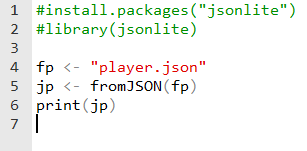 1 #install.packages("jsonlite")
2 #library(jsonlite)
3
4 fp <- "player.json"
5 jp <- fromJSON(fp)
6 print(jp)
7